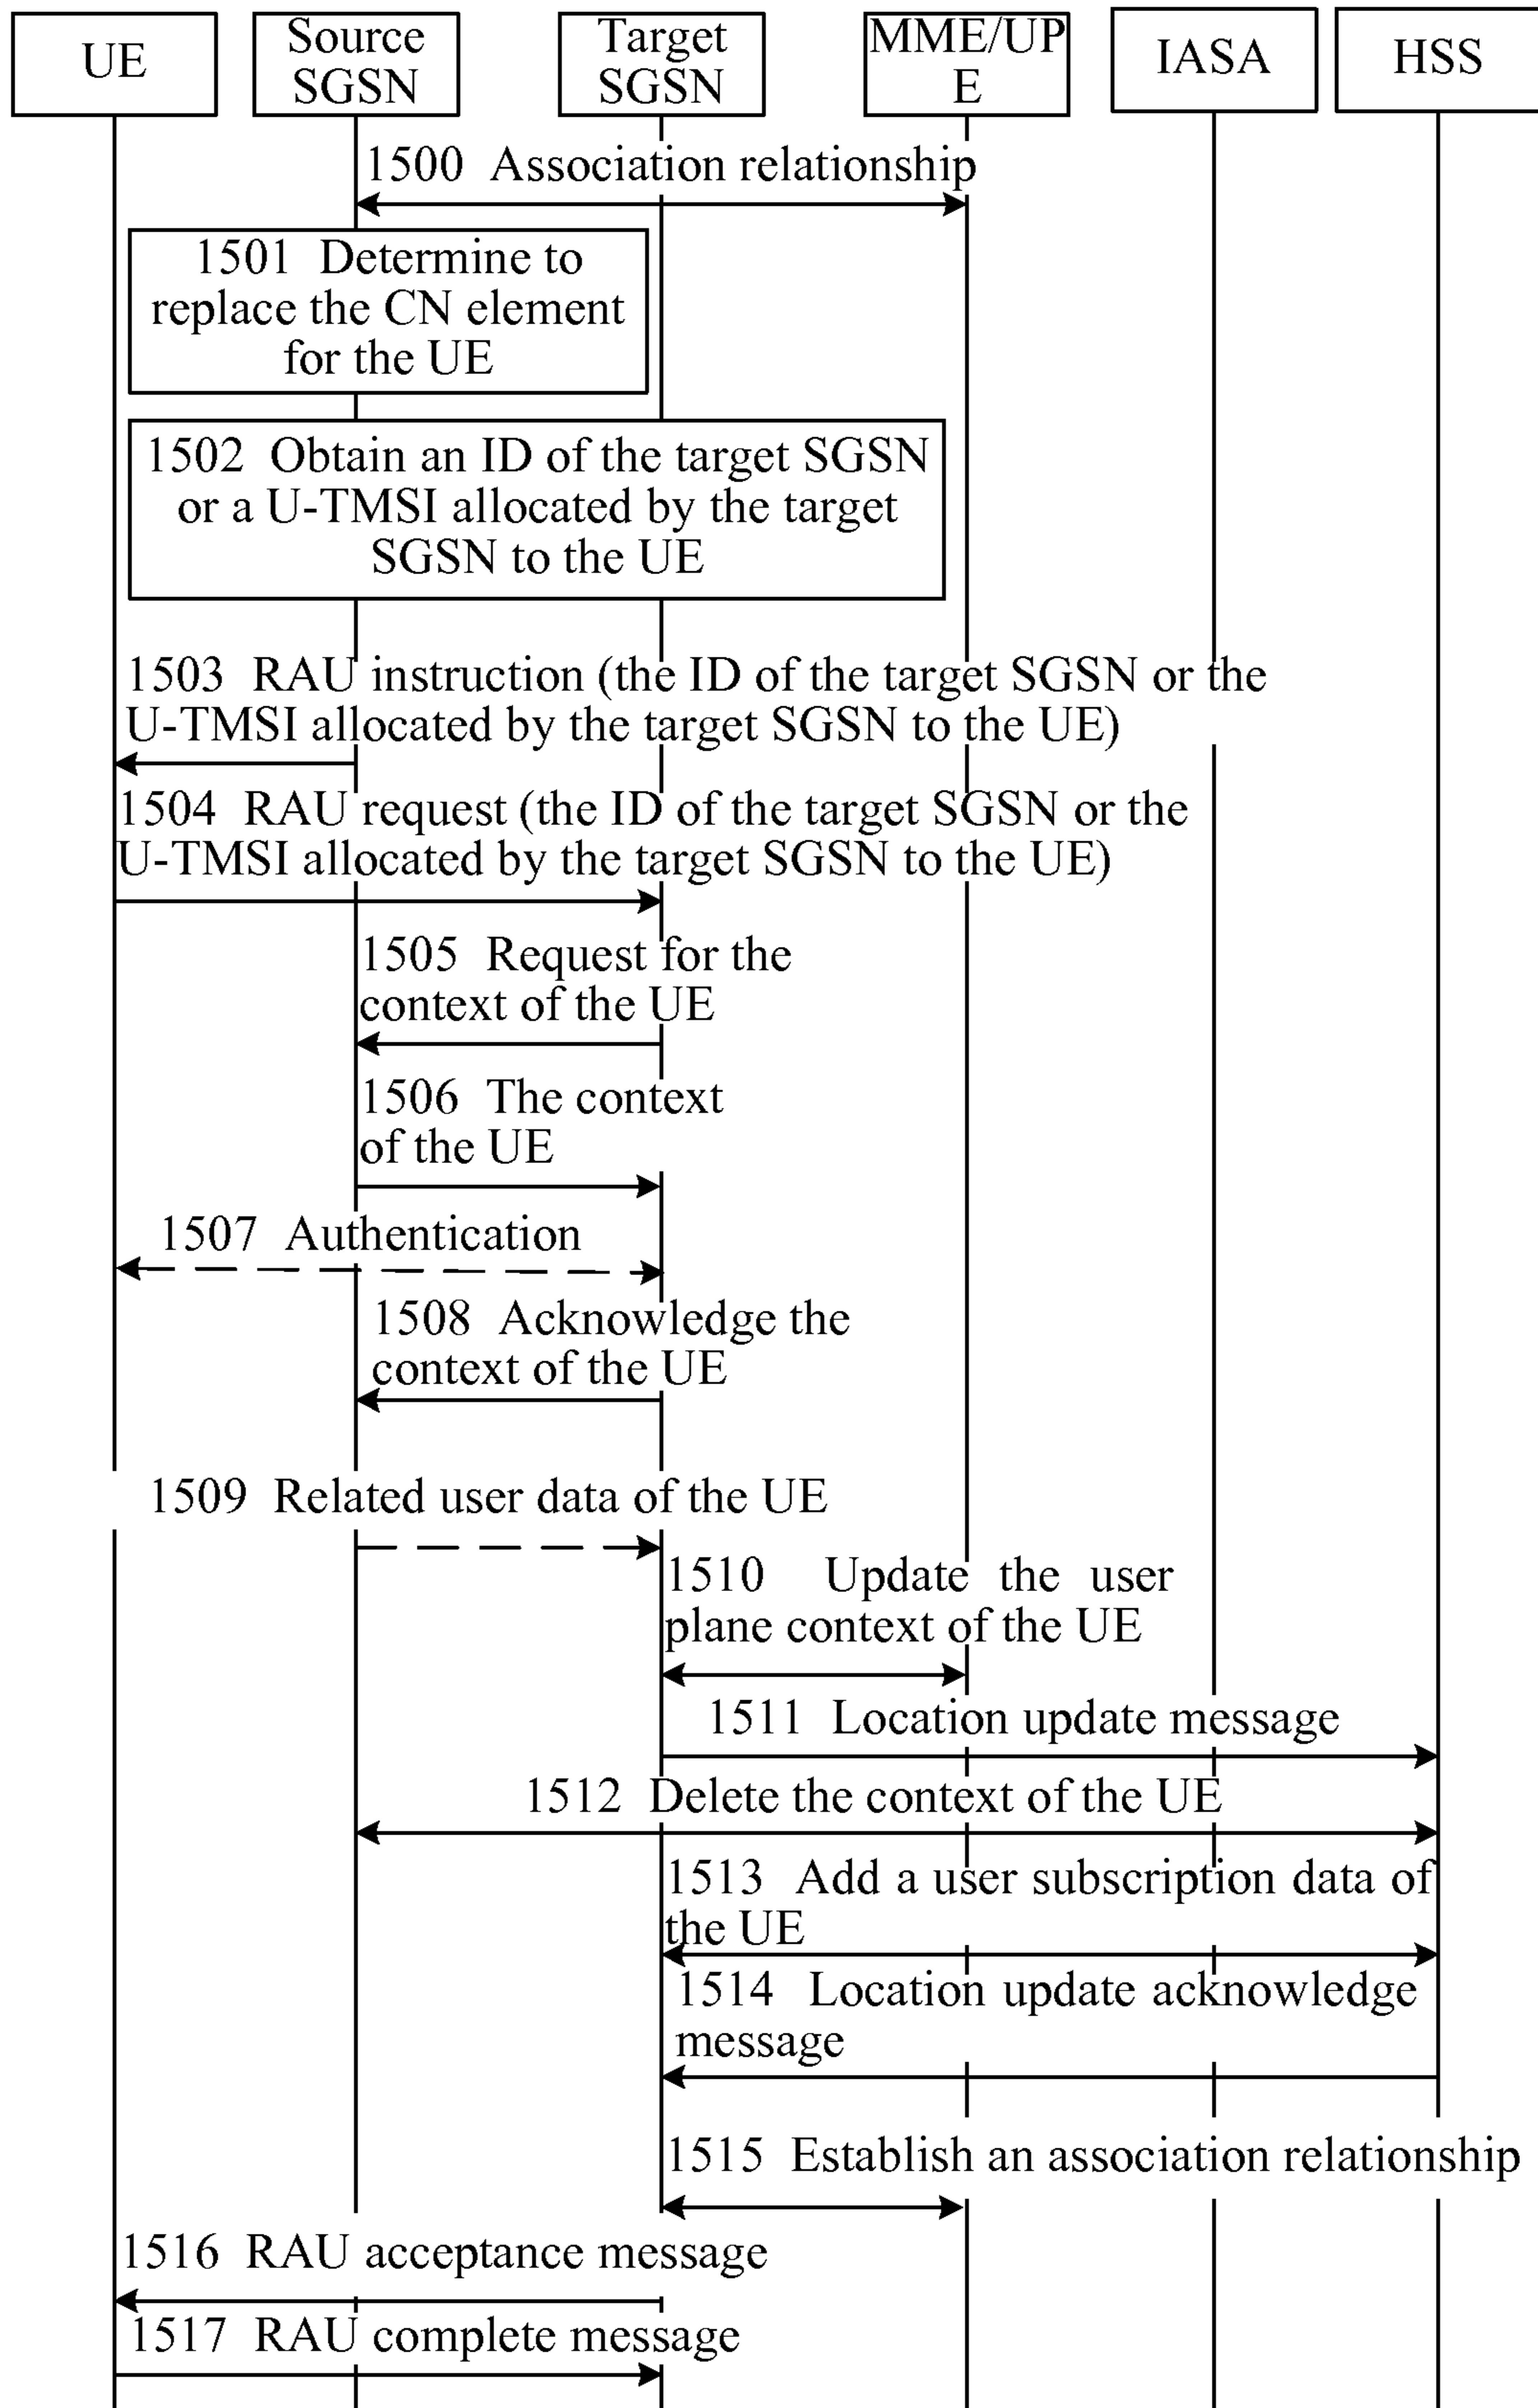 UE
Source
SGSN
Target
SGSN
MME/UP
E
IASA
HSS
1500 Association relationship
1501 Determine to
replace the CN element
for the UE
1502 Obtain an ID of the target SGSN
or a U-TMSI allocated by the target
SGSN to the UE
1503 RAU instruction (the ID of the target SGSN or the
U-TMSI allocated by the target SGSN to the UE)
1504 RAU request (the ID of the target SGSN or the
U-TMSI allocated by the target SGSN to the UE)
1505 Request for the
context of the UE
1506 The context
of the UE
1507 Authentication
1508 Acknowledge the
context of the UE
1509 Related user data of the UE
1510 Update the user
plane context of the UE
1511 Location update message
1512 Delete the context of the UE
1513 Add a user subscription data of
the UE
1514 Location update acknowledge
message
1515 Establish an association relationship
1516 RAU acceptance message
1517 RAU complete message